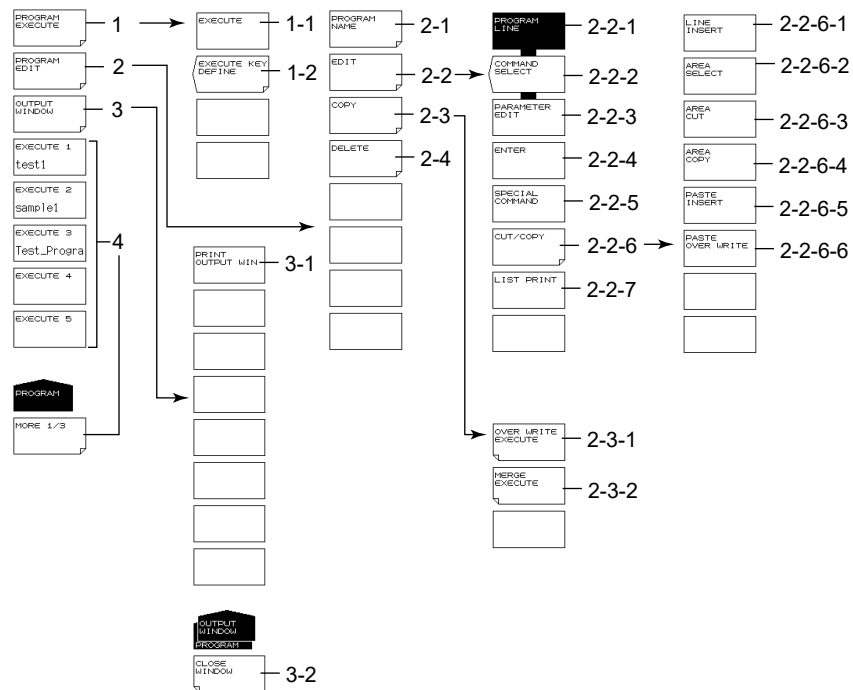 PROGRAM
EXECUTE
1
PROGRAM
EDIT
2
OUTPUT
WINDOW
3
EXECUTE 1
test1
EXECUTE 2
sample1
EXECUTE 3
Test_Progra
EXECUTE 4
EXECUTE 5
4
PROGRAM
MORE 1/3
EXECUTE
1-1
EXECUTE KEY
DEFINE
1-2
PRINT
OUTPUT WIN
3-1
OUTPUT
WINDOW
PROGRAM
CLOSE
WINDOW
3-2
PROGRAM
NAME
2-1
EDIT
2-2
COPY
2-3
DELETE
2-4
PROGRAM
LINE
2-2-1
COMMAND
SELECT
2-2-2
PARAMETER
EDIT
2-2-3
ENTER
2-2-4
SPECIAL
COMMAND
2-2-5
CUT/COPY
2-2-6
LIST PRINT
2-2-7
OVER WRITE
EXECUTE
2-3-1
MERGE
EXECUTE
2-3-2
LINE
INSERT
2-2-6-1
AREA
SELECT
2-2-6-2
AREA
CUT
2-2-6-3
AREA
COPY
2-2-6-4
PASTE
INSERT
2-2-6-5
PASTE
OVER WRITE
2-2-6-6